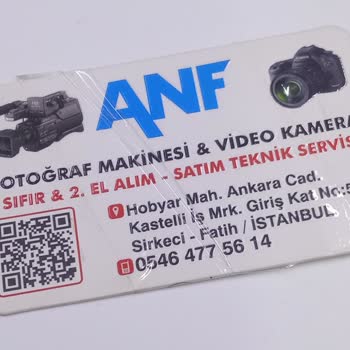 ANF
OTOĞRAF MAKİNESİ & VİDEO KAMERA
SIFIR & 2. EL ALIM - SATIM TEKNİK SERVİS
Hobyar Mah. Ankara Cad.
Kastelli İş Mrk. Giriş Kat No:5
Sirkeci - Fatih / İSTANBUL
0546 477 56 14